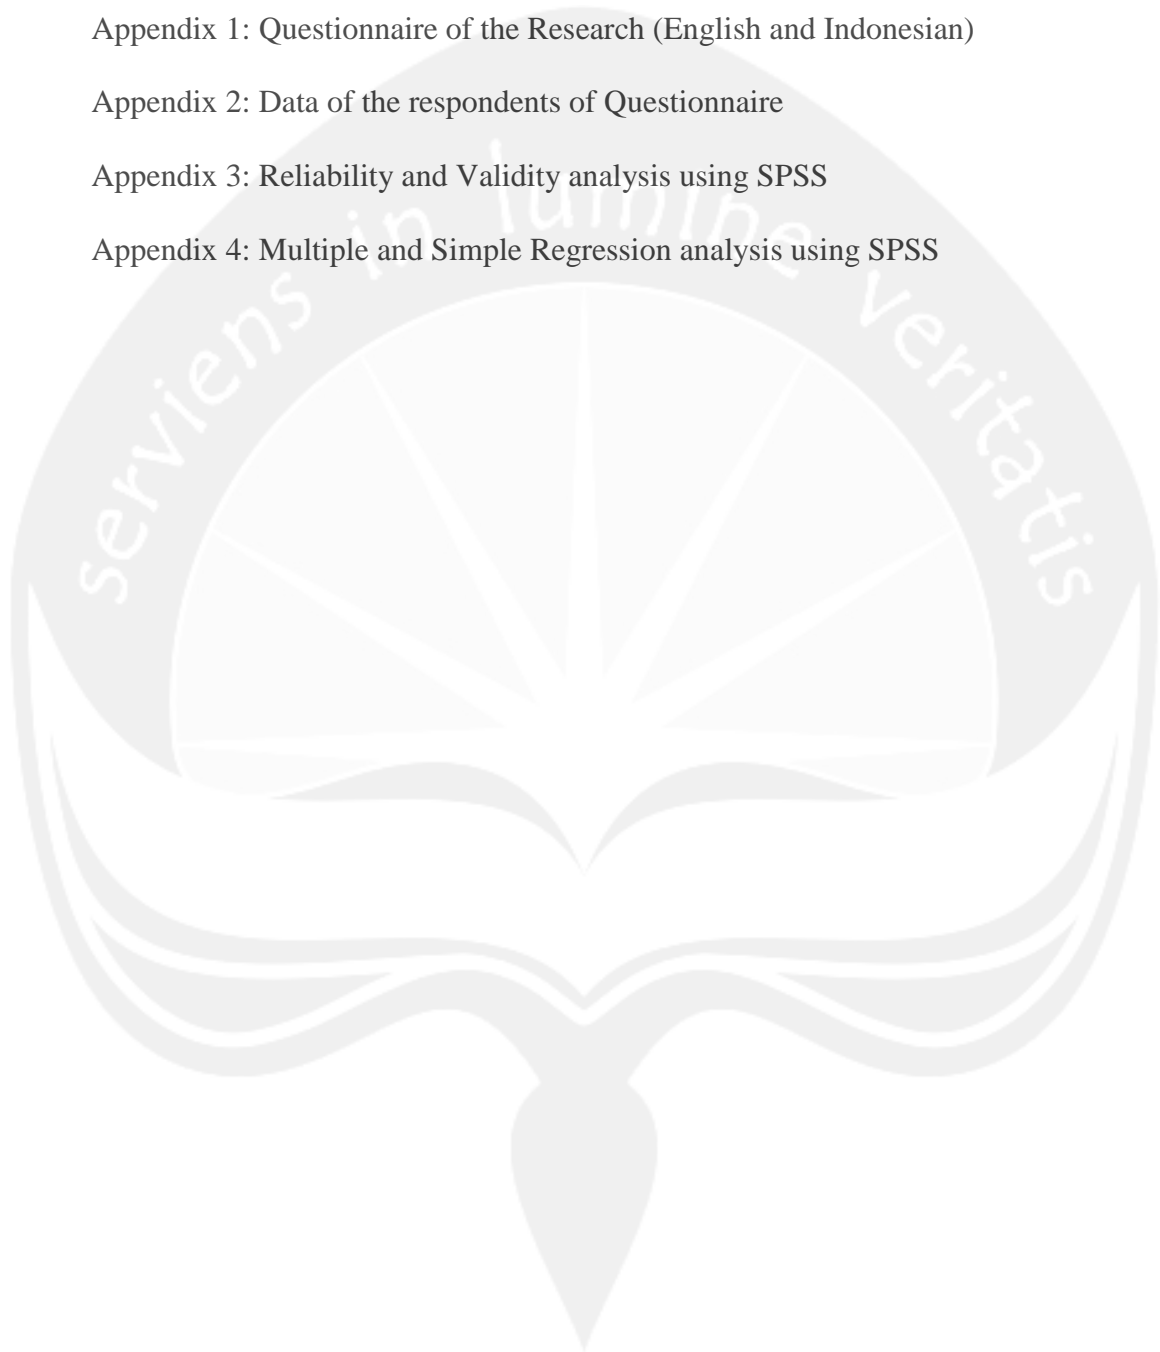 Appendix 1: Questionnaire of the Research (English and Indonesian)
Appendix 2: Data of the respondents of Questionnaire
Appendix 3: Reliability and Validity analysis using SPSS
Appendix 4: Multiple and Simple Regression analysis using SPSS
serviens in lumine veritatis